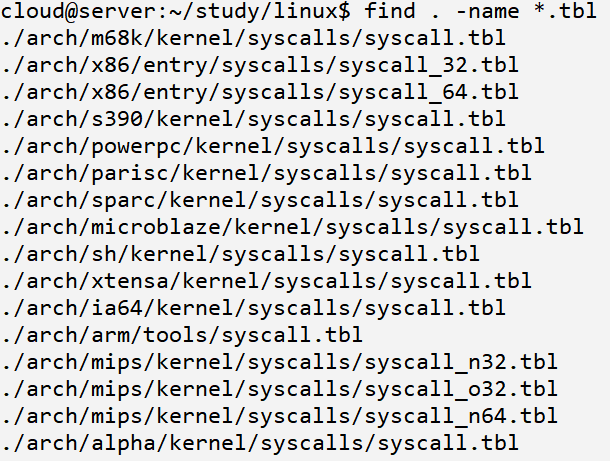 cloud@server:~/study/linux$ find . -name *.tbl
./arch/m68k/kernel/syscalls/syscall.tbl
./arch/x86/entry/syscalls/syscall_32.tbl
./arch/x86/entry/syscalls/syscall_64.tbl
./arch/s390/kernel/syscalls/syscall.tbl
./arch/powerpc/kernel/syscalls/syscall.tbl
./arch/parisc/kernel/syscalls/syscall.tbl
./arch/sparc/kernel/syscalls/syscall.tbl
./arch/microblaze/kernel/syscalls/syscall.tbl
./arch/sh/kernel/syscalls/syscall.tbl
./arch/xtensa/kernel/syscalls/syscall.tbl
./arch/ia64/kernel/syscalls/syscall.tbl
./arch/arm/tools/syscall.tbl
./arch/mips/kernel/syscalls/syscall_n32.tbl
./arch/mips/kernel/syscalls/syscall_o32.tbl
./arch/mips/kernel/syscalls/syscall_n64.tbl
./arch/alpha/kernel/syscalls/syscall.tbl